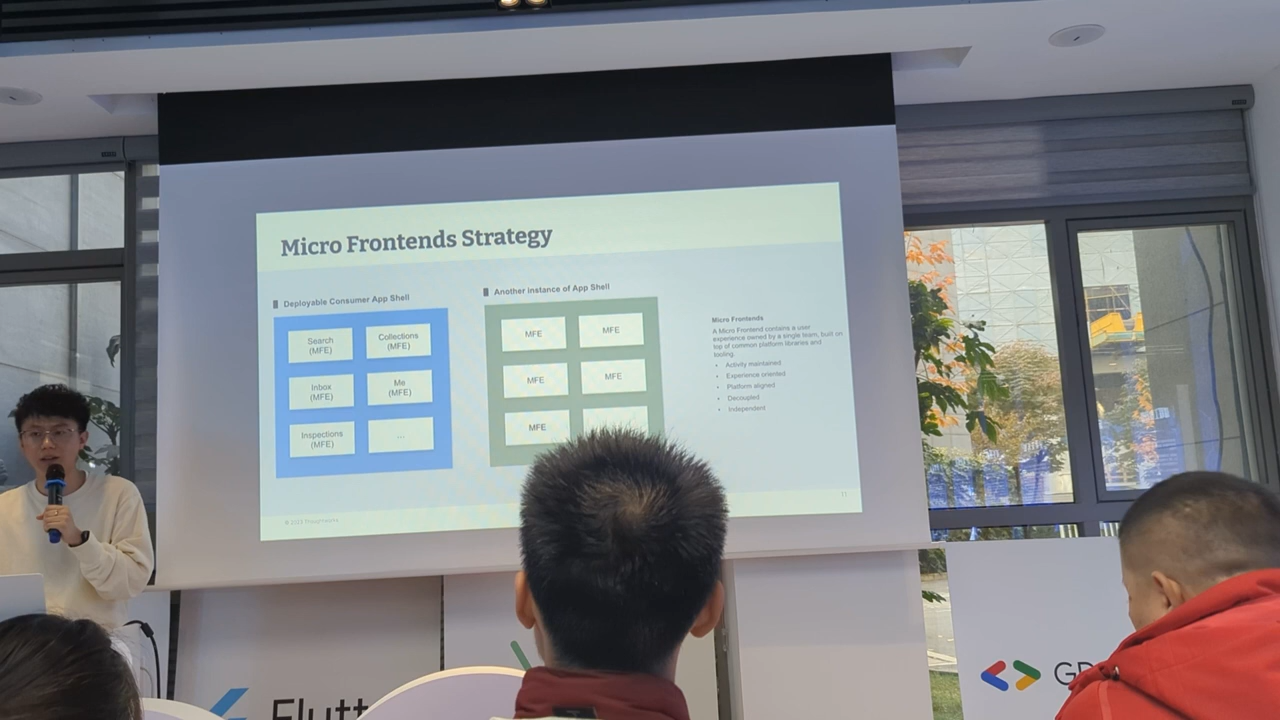 Micro Frontends Strategy
Deployable Consumer App Shell
Search
(MFE)
Collections
(MFE)
Inbox
(MFE)
Me
(MFE)
Inspections
(MFE)
...
Another instance of App Shell
MFE
MFE
MFE
MFE
MFE
Micro Frontends
A Micro Frontend contains a user
experience owned by a single team, built on
top of common platform libraries and
tooling.
• Activity maintained
• Experience oriented
• Platform aligned
• Decoupled
• Independent
11
Flutt
GD